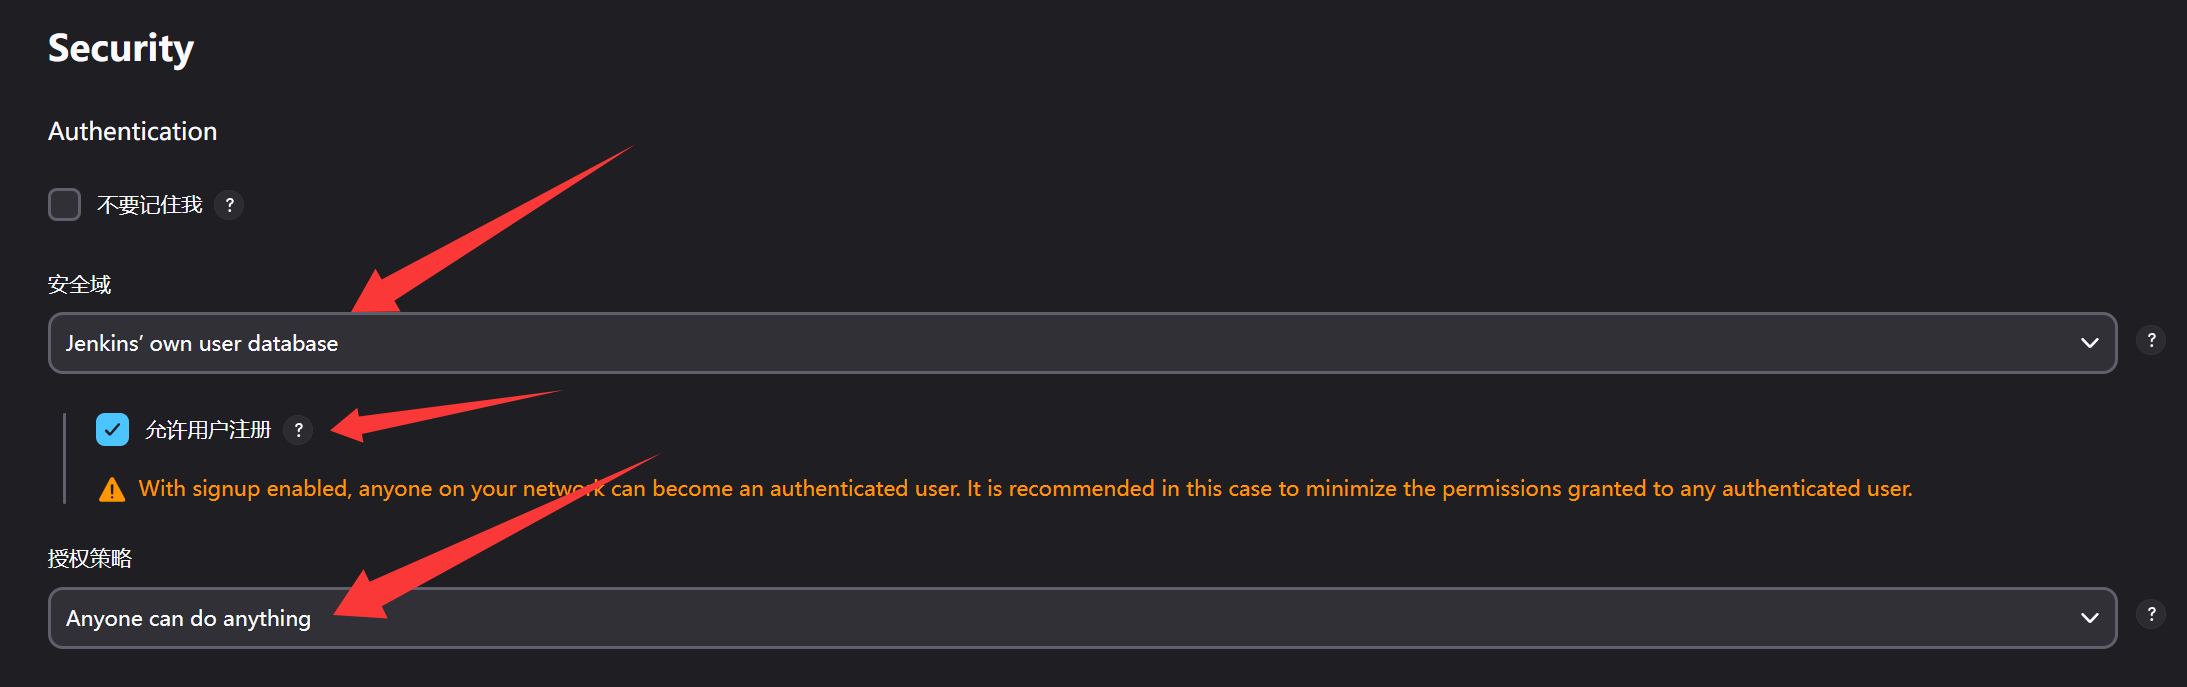 Security
Authentication
不要记住我 ?
安全域
Jenkins’ own user database
?
允许用户注册 ?
With signup enabled, anyone on your network can become an authenticated user. It is recommended in this case to minimize the permissions granted to any authenticated user.
授权策略
Anyone can do anything
?